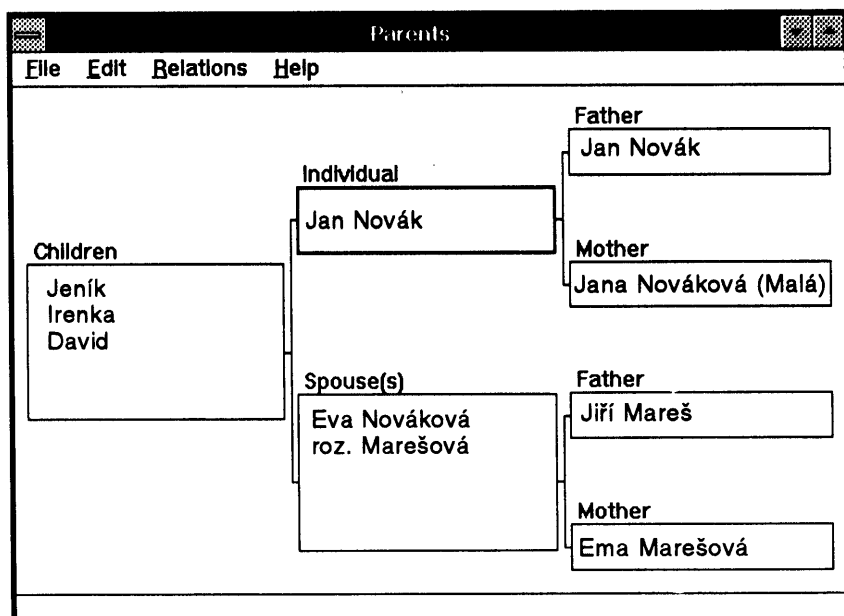 Parents
File Edit Relations Help
Father
Jan Novák
Individual
Jan Novák
Mother
Jana Nováková (Malá)
Children
Jeník
Irenka
David
Spouse(s)
Eva Nováková
roz. Marešová
Father
Jiří Mareš
Mother
Ema Marešová